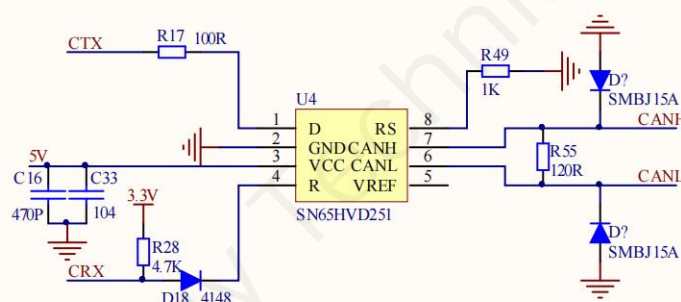 CTX
R17
100R
R49
1K
D?
SMBJ15A
U4
1
D
RS
8
2
GND
CANH
7
3
VCC
CANL
6
4
R
VREF
5
SN65HVD251
CANH
R55
120R
CANL
5V
C16
470P
C33
104
3.3V
R28
4.7K
CRX
D18
4148
D?
SMBJ15A